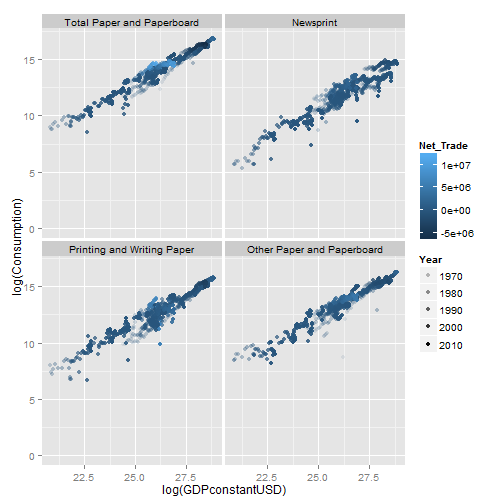 Total Paper and Paperboard
Newsprint
15
10
5
0
Printing and Writing Paper
Other Paper and Paperboard
15
10
5
0
22.5
25.0
27.5
22.5
25.0
27.5
log(GDPconstantUSD)
log(Consumption)
Net_Trade
1e+07
5e+06
0e+00
-5e+06
Year
1970
1980
1990
2000
2010